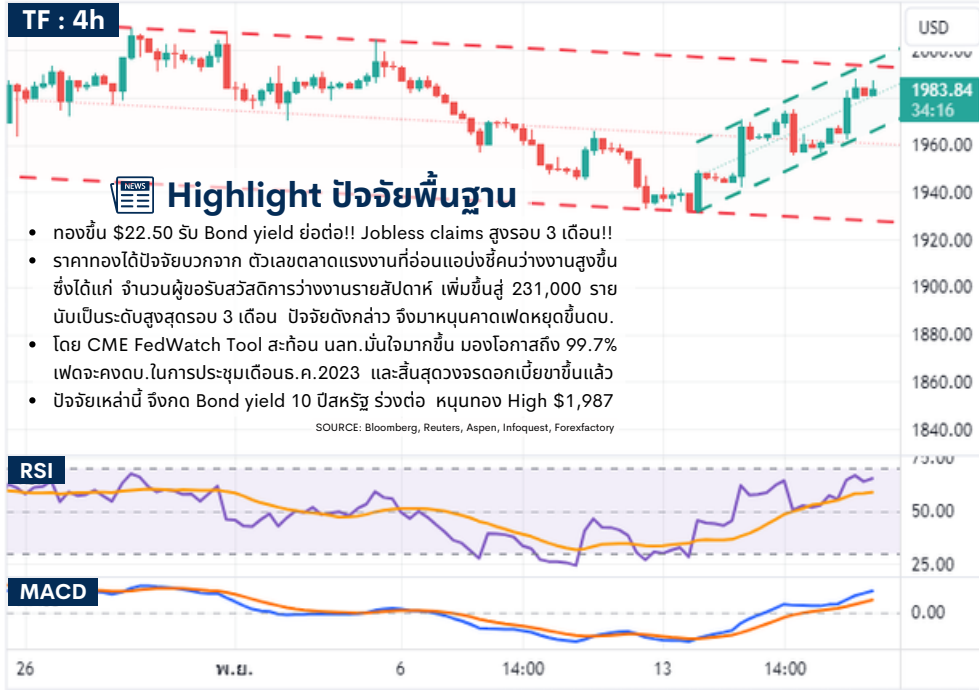 TF : 4h
USD
2000.00
1983.84
34:16
1960.00
1940.00
1920.00
1900.00
1880.00
1860.00
1840.00
NEWS
Highlight ปัจจัยพื้นฐาน
• ทองขึ้น $22.50 รับ Bond yield ย่อต่อ!! Jobless claims สูงรอบ 3 เดือน!!
• ราคาทองได้ปัจจัยบวกจาก ตัวเลขตลาดแรงงานที่อ่อนแอบ่งชี้คนว่างงานสูงขึ้น
ซึ่งได้แก่ จำนวนผู้ขอรับสวัสดิการว่างงานรายสัปดาห์ เพิ่มขึ้นสู่ 231,000 ราย
นับเป็นระดับสูงสุดรอบ 3 เดือน ปัจจัยดังกล่าว จึงมาหนุนคาดเฟดหยุดขึ้นดบ.
• โดย CME FedWatch Tool สะท้อน นลท.มั่นใจมากขึ้น มองโอกาสถึง 99.7%
เฟดจะคงดบ.ในการประชุมเดือนธ.ค.2023 และสิ้นสุดวงจรดอกเบี้ยขาขึ้นแล้ว
• ปัจจัยเหล่านี้ จึงกด Bond yield 10 ปีสหรัฐ ร่วงต่อ หนุนทอง High $1,987
SOURCE: Bloomberg, Reuters, Aspen, Infoquest, Forexfactory
RSI
75.00
50.00
25.00
MACD
0.00
26 พ.ย. 6 14:00 13 14:00